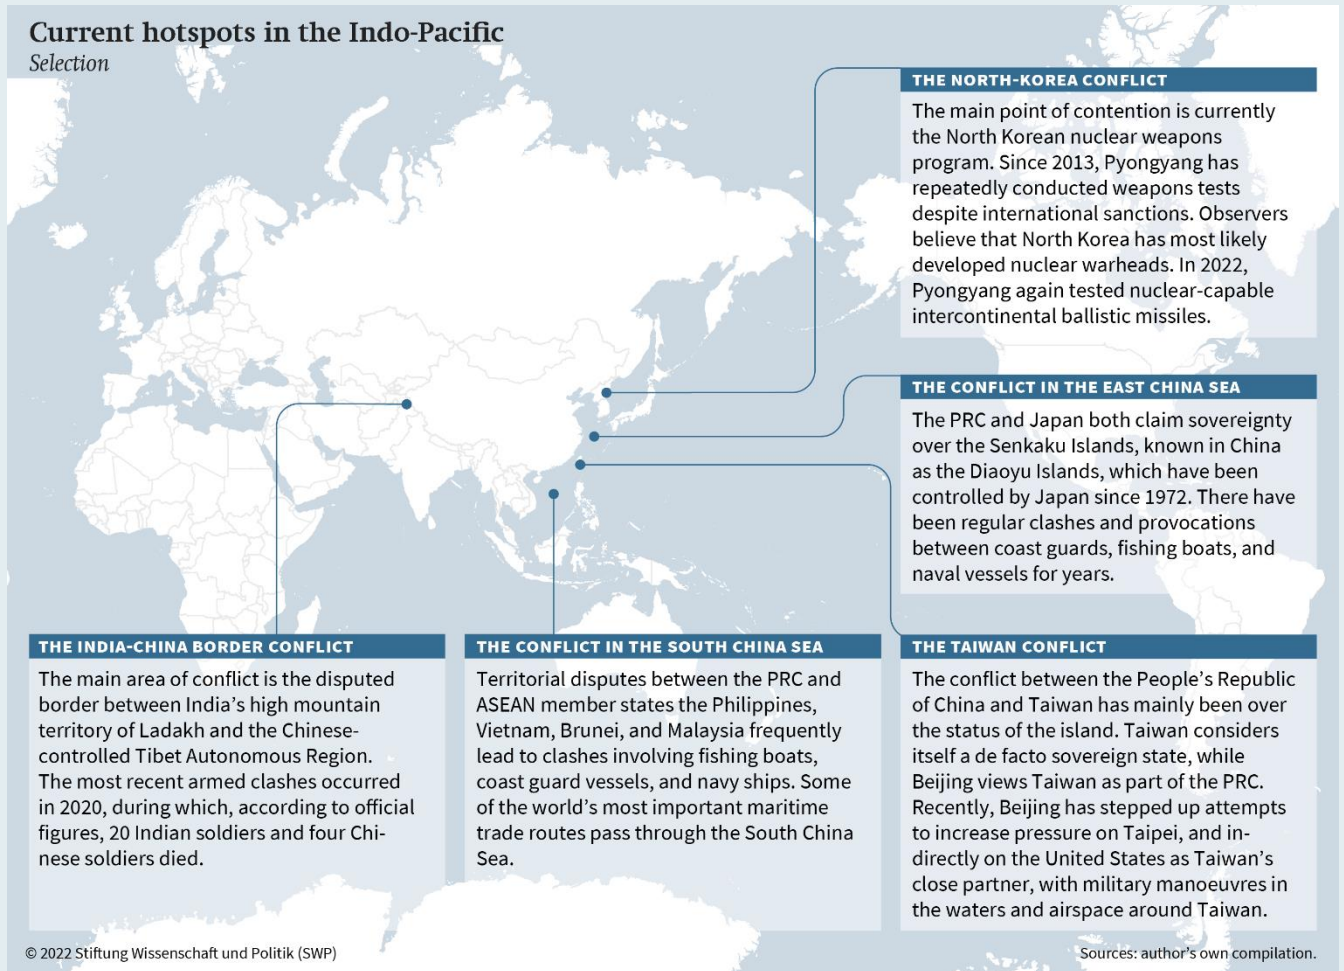 Current hotspots in the Indo-Pacific
Selection
THE NORTH-KOREA CONFLICT
The main point of contention is currently
the North Korean nuclear weapons
program. Since 2013, Pyongyang has
repeatedly conducted weapons tests
despite international sanctions. Observers
believe that North Korea has most likely
developed nuclear warheads. In 2022,
Pyongyang again tested nuclear-capable
intercontinental ballistic missiles.
THE CONFLICT IN THE EAST CHINA SEA
The PRC and Japan both claim sovereignty
over the Senkaku Islands, known in China
as the Diaoyu Islands, which have been
controlled by Japan since 1972. There have
been regular clashes and provocations
between coast guards, fishing boats, and
naval vessels for years.
THE INDIA-CHINA BORDER CONFLICT
The main area of conflict is the disputed
border between India's high mountain
territory of Ladakh and the Chinese-
controlled Tibet Autonomous Region.
The most recent armed clashes occurred
in 2020, during which, according to official
figures, 20 Indian soldiers and four Chi-
nese soldiers died.
THE CONFLICT IN THE SOUTH CHINA SEA
Territorial disputes between the PRC and
ASEAN member states the Philippines,
Vietnam, Brunei, and Malaysia frequently
lead to clashes involving fishing boats,
coast guard vessels, and navy ships. Some
of the world's most important maritime
trade routes pass through the South China
Sea.
THE TAIWAN CONFLICT
The conflict between the People's Republic
of China and Taiwan has mainly been over
the status of the island. Taiwan considers
itself a de facto sovereign state, while
Beijing views Taiwan as part of the PRC.
Recently, Beijing has stepped up attempts
to increase pressure on Taipei, and in-
directly on the United States as Taiwan's
close partner, with military manoeuvres in
the waters and airspace around Taiwan.
© 2022 Stiftung Wissenschaft und Politik (SWP)
Sources: author's own compilation.